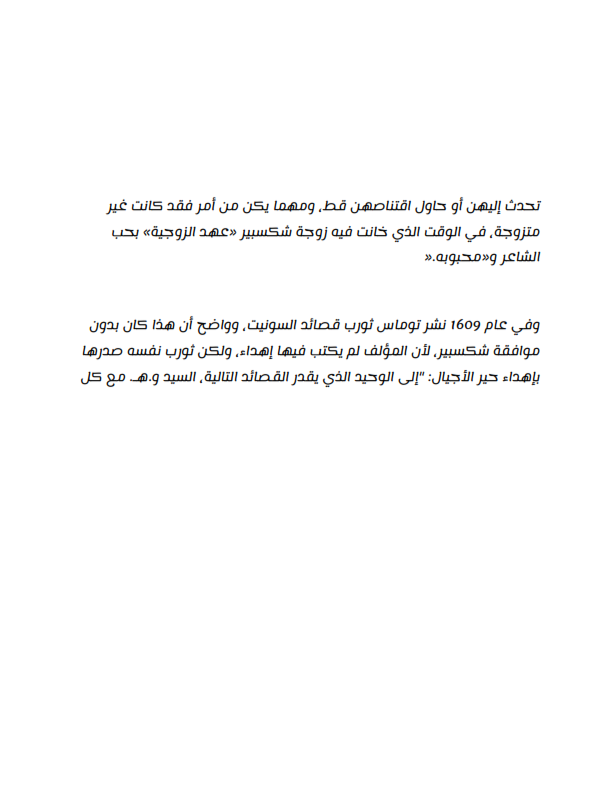 تحدث إليهن أو حاول اقتناصهن قط، ومهما يكن من أمر فقد كانت غير
متزوجة، في الوقت الذي خانت فيه زوجة شكسبير «عهد الزوجية» بحب
الشاعر و«محبوبه.«
وفي عام 1609 نشر توماس ثورب قصائد السونيت، وواضح أن هذا كان بدون
موافقة شكسبير، لأن المؤلف لم يكتب فيها إهداء، ولكن ثورب نفسه صدرها
بإهداء حير الأجيال: "إلى الوحيد الذي يقدر القصائد التالية، السيد و.هـ. مع كل